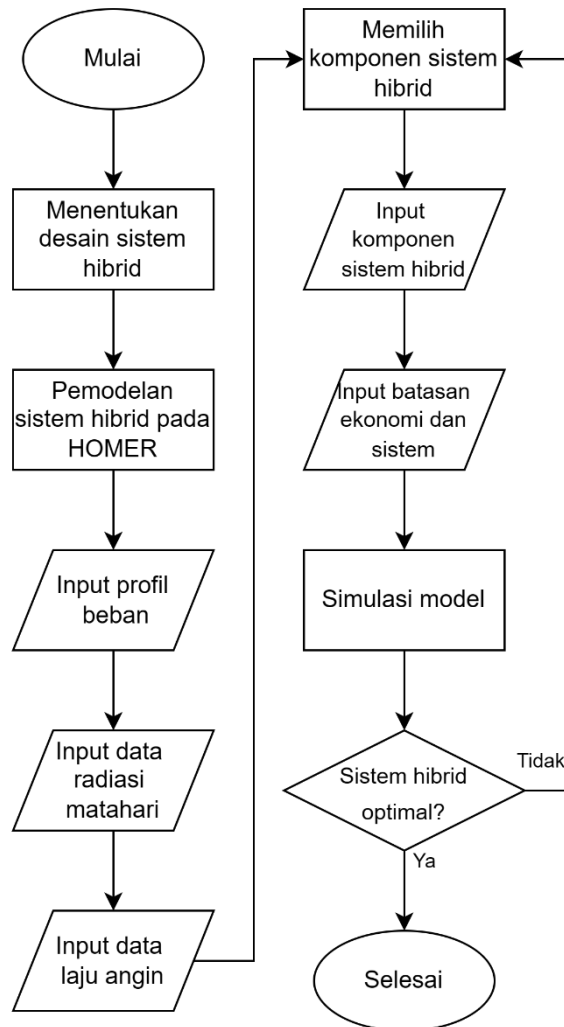 Mulai
Menentukan
desain sistem
hibrid
Pemodelan
sistem hibrid pada
HOMER
Input profil
beban
Input data
radiasi
matahari
Input data
laju angin
Memilih
komponen sistem
hibrid
Input
komponen
sistem hibrid
Input batasan
ekonomi dan
sistem
Simulasi model
Sistem hibrid
optimal?
Tidak
Ya
Selesai